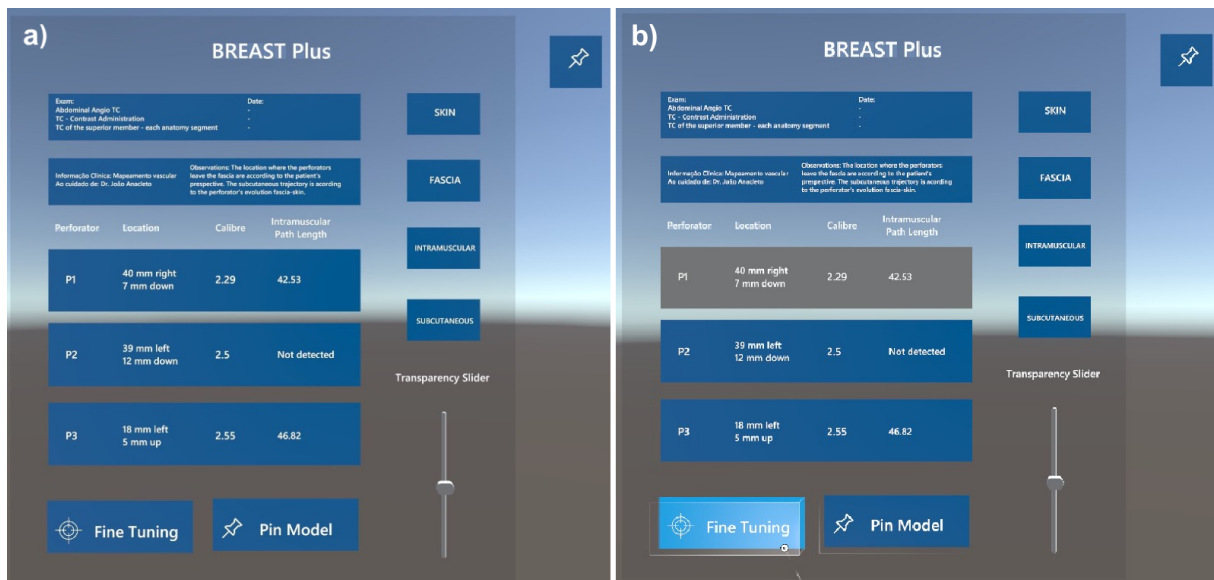 a)
BREAST Plus
Exam:
Date:
Abdominal Angio TC
-
TC - Contrast Administration
-
TC of the superior member - each anatomy segment
-
SKIN
Informação Clínica: Mapeamento vascular
Ao cuidado de: Dr. João Anacleto
Observations: The location where the perforators
leave the fascia are according to the patient's
prespective. The subcutaneous trajectory is acording
to the perforator's evolution fascia-skin.
FASCIA
Perforator
Location
Calibre
Intramuscular
Path Length
INTRAMUSCULAR
P1
40 mm right
7 mm down
2.29
42.53
SUBCUTANEOUS
P2
39 mm left
12 mm down
2.5
Not detected
Transparency Slider
P3
18 mm left
5 mm up
2.55
46.82
Fine Tuning
Pin Model
b)
BREAST Plus
Exam:
Date:
Abdominal Angio TC
-
TC - Contrast Administration
-
TC of the superior member - each anatomy segment
-
SKIN
Informação Clínica: Mapeamento vascular
Ao cuidado de: Dr. João Anacleto
Observations: The location where the perforators
leave the fascia are according to the patient's
prespective. The subcutaneous trajectory is acording
to the perforator's evolution fascia-skin.
FASCIA
Perforator
Location
Calibre
Intramuscular
Path Length
INTRAMUSCULAR
P1
40 mm right
7 mm down
2.29
42.53
SUBCUTANEOUS
P2
39 mm left
12 mm down
2.5
Not detected
Transparency Slider
P3
18 mm left
5 mm up
2.55
46.82
Fine Tuning
Pin Model